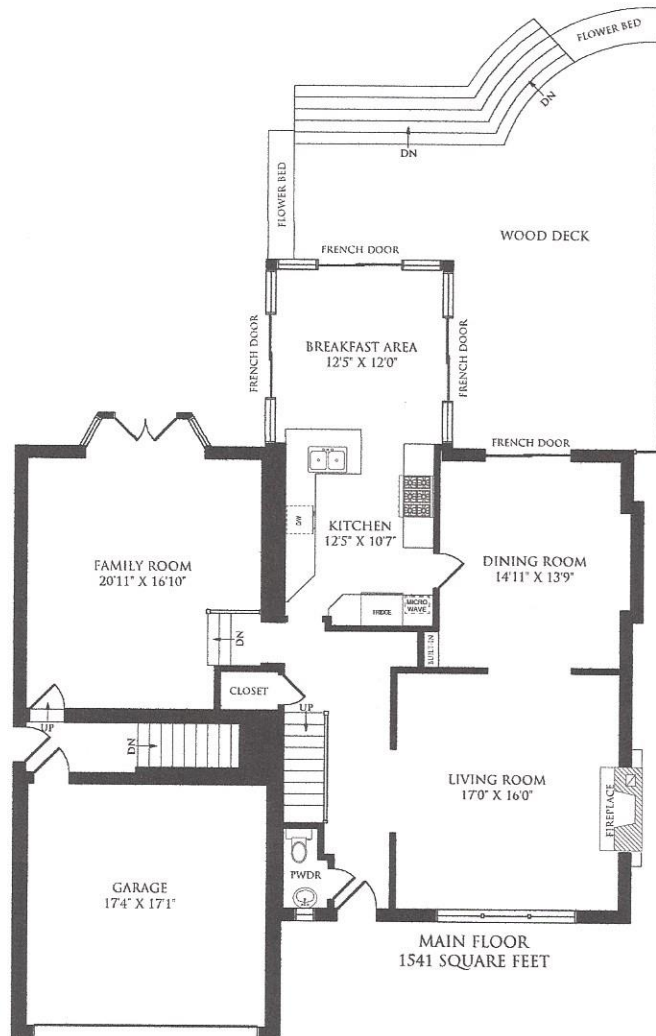 FLOWER BED
DN
DN
FLOWER BED
WOOD DECK
FRENCH DOOR
FRENCH DOOR
BREAKFAST AREA
12'5" X 12'0"
FRENCH DOOR
FRENCH DOOR
DW
KITCHEN
12'5" X 10'7"
FAMILY ROOM
20'11" X 16'10"
DINING ROOM
14'11" X 13'9"
FRIDGE
MICRO
WAVE
DN
BUILT-IN
CLOSET
UP
UP
DN
LIVING ROOM
17'0" X 16'0"
FIREPLACE
PWDR
GARAGE
17'4" X 17'1"
MAIN FLOOR
1541 SQUARE FEET